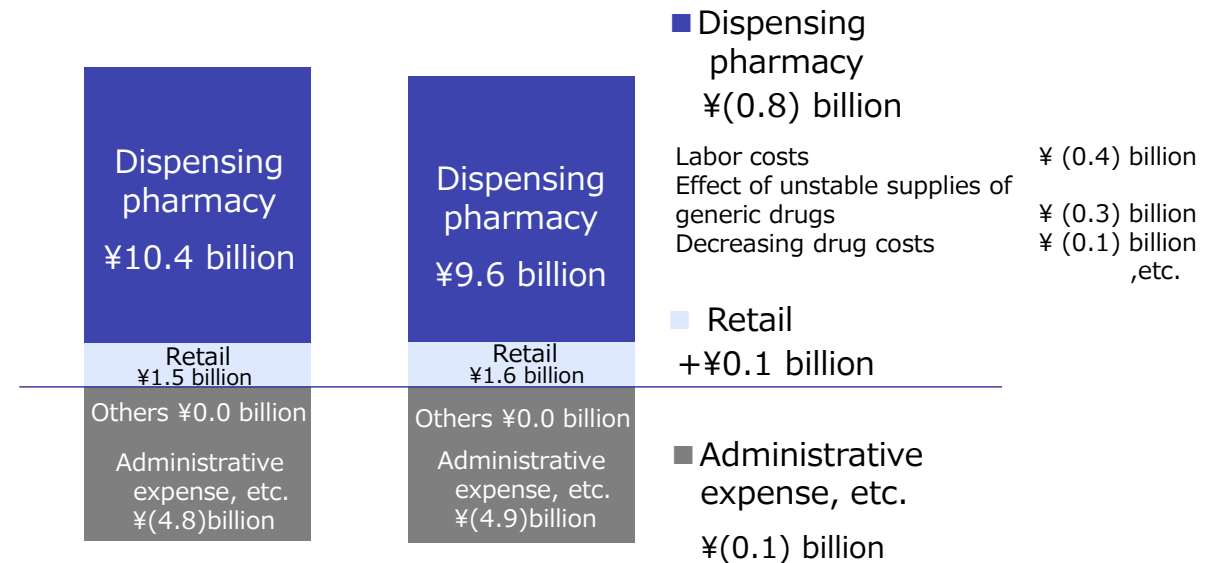 Dispensing
pharmacy
¥10.4 billion
Retail
¥1.5 billion
Others ¥0.0 billion
Administrative
expense, etc.
¥(4.8)billion
Dispensing
pharmacy
¥9.6 billion
Retail
¥1.6 billion
Others ¥0.0 billion
Administrative
expense, etc.
¥(4.9)billion
Dispensing
pharmacy
¥(0.8) billion
Labor costs ¥ (0.4) billion
Effect of unstable supplies of
generic drugs ¥ (0.3) billion
Decreasing drug costs ¥ (0.1) billion
,etc.
Retail
+¥0.1 billion
Administrative
expense, etc.
¥(0.1) billion